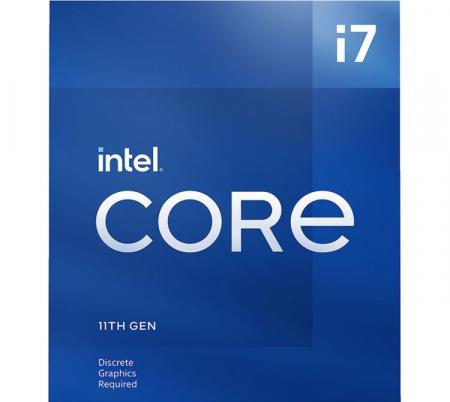 i7
intel.
CORE
11TH GEN
Discrete
Graphics
Required